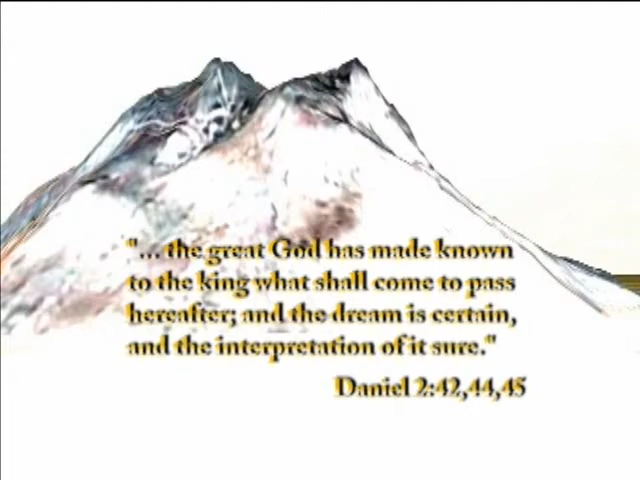 "... the great God has made known
to the king what shall come to pass
hereafter; and the dream is certain,
and the interpretation of it sure."
Daniel 2:42,44,45